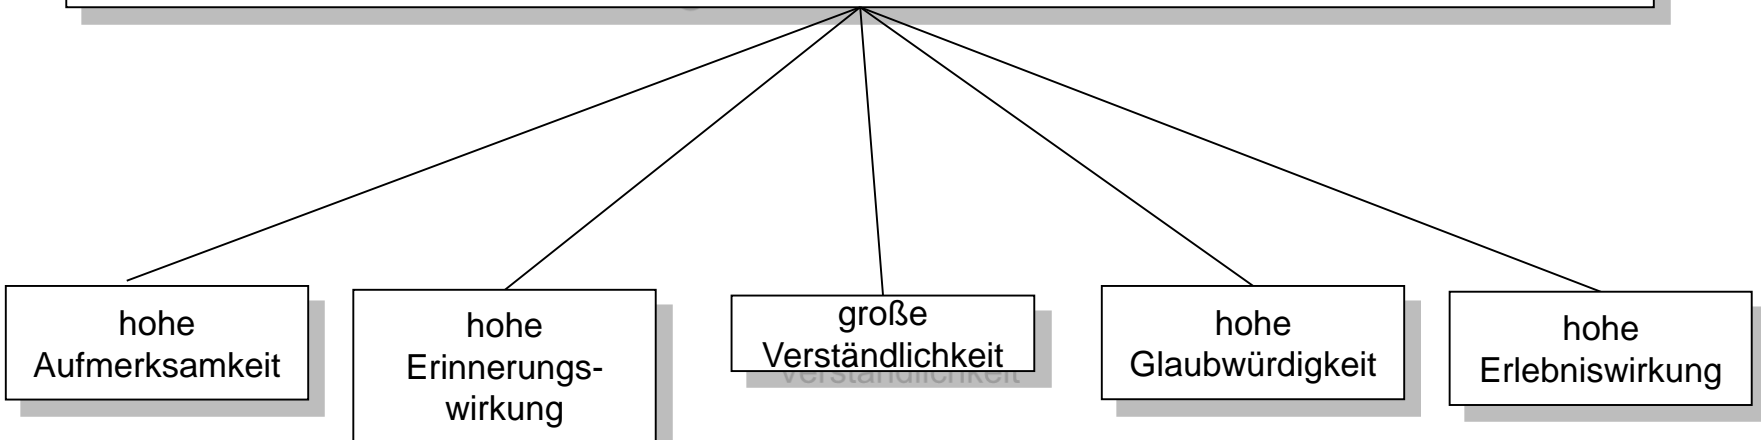 hohe
Aufmerksamkeit
hohe
Erinnerungs-
wirkung
große
Verständlichkeit
hohe
Glaubwürdigkeit
hohe
Erlebniswirkung